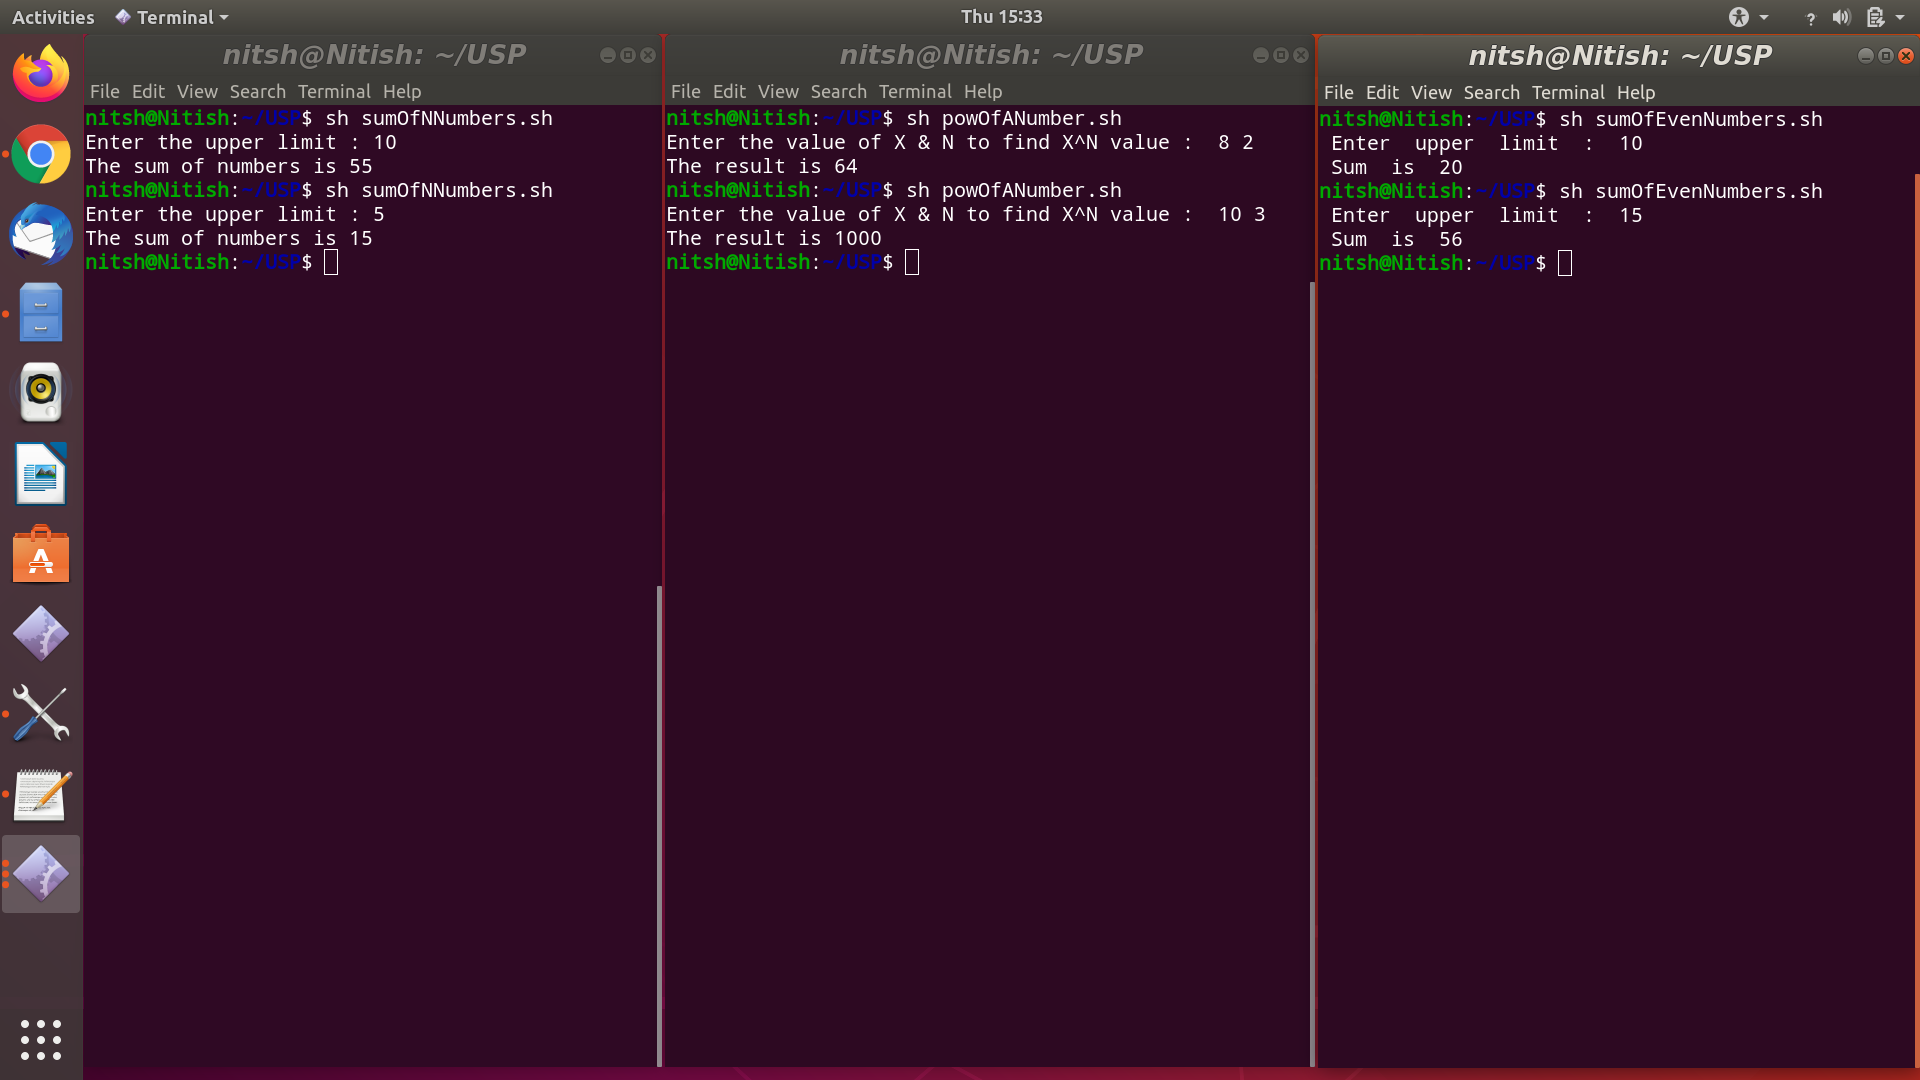 Activities Terminal Thu 15:33 ?
nitsh@Nitish: ~/USP
File Edit View Search Terminal Help
nitsh@Nitish:~/USP$ sh sumOfNNumbers.sh
Enter the upper limit : 10
The sum of numbers is 55
nitsh@Nitish:~/USP$ sh sumOfNNumbers.sh
Enter the upper limit : 5
The sum of numbers is 15
nitsh@Nitish:~/USP$
nitsh@Nitish: ~/USP
File Edit View Search Terminal Help
nitsh@Nitish:~/USP$ sh powOfANumber.sh
Enter the value of X & N to find X^N value :  8 2
The result is 64
nitsh@Nitish:~/USP$ sh powOfANumber.sh
Enter the value of X & N to find X^N value :  10 3
The result is 1000
nitsh@Nitish:~/USP$
nitsh@Nitish: ~/USP
File Edit View Search Terminal Help
nitsh@Nitish:~/USP$ sh sumOfEvenNumbers.sh
 Enter  upper  limit  :  10
 Sum  is  20
nitsh@Nitish:~/USP$ sh sumOfEvenNumbers.sh
 Enter  upper  limit  :  15
 Sum  is  56
nitsh@Nitish:~/USP$